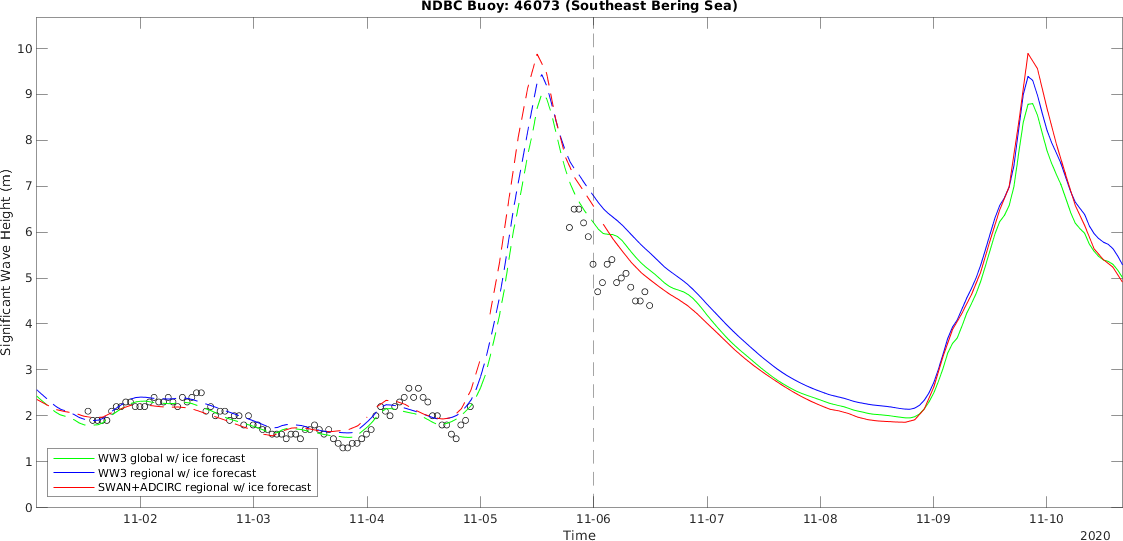 NDBC Buoy: 46073 (Southeast Bering Sea)
Significant Wave Height (m)
10
9
8
7
6
5
4
3
2
1
0
WW3 global w/ ice forecast
WW3 regional w/ ice forecast
SWAN+ADCIRC regional w/ ice forecast
11-02 11-03 11-04 11-05 11-06 11-07 11-08 11-09 11-10
Time
2020